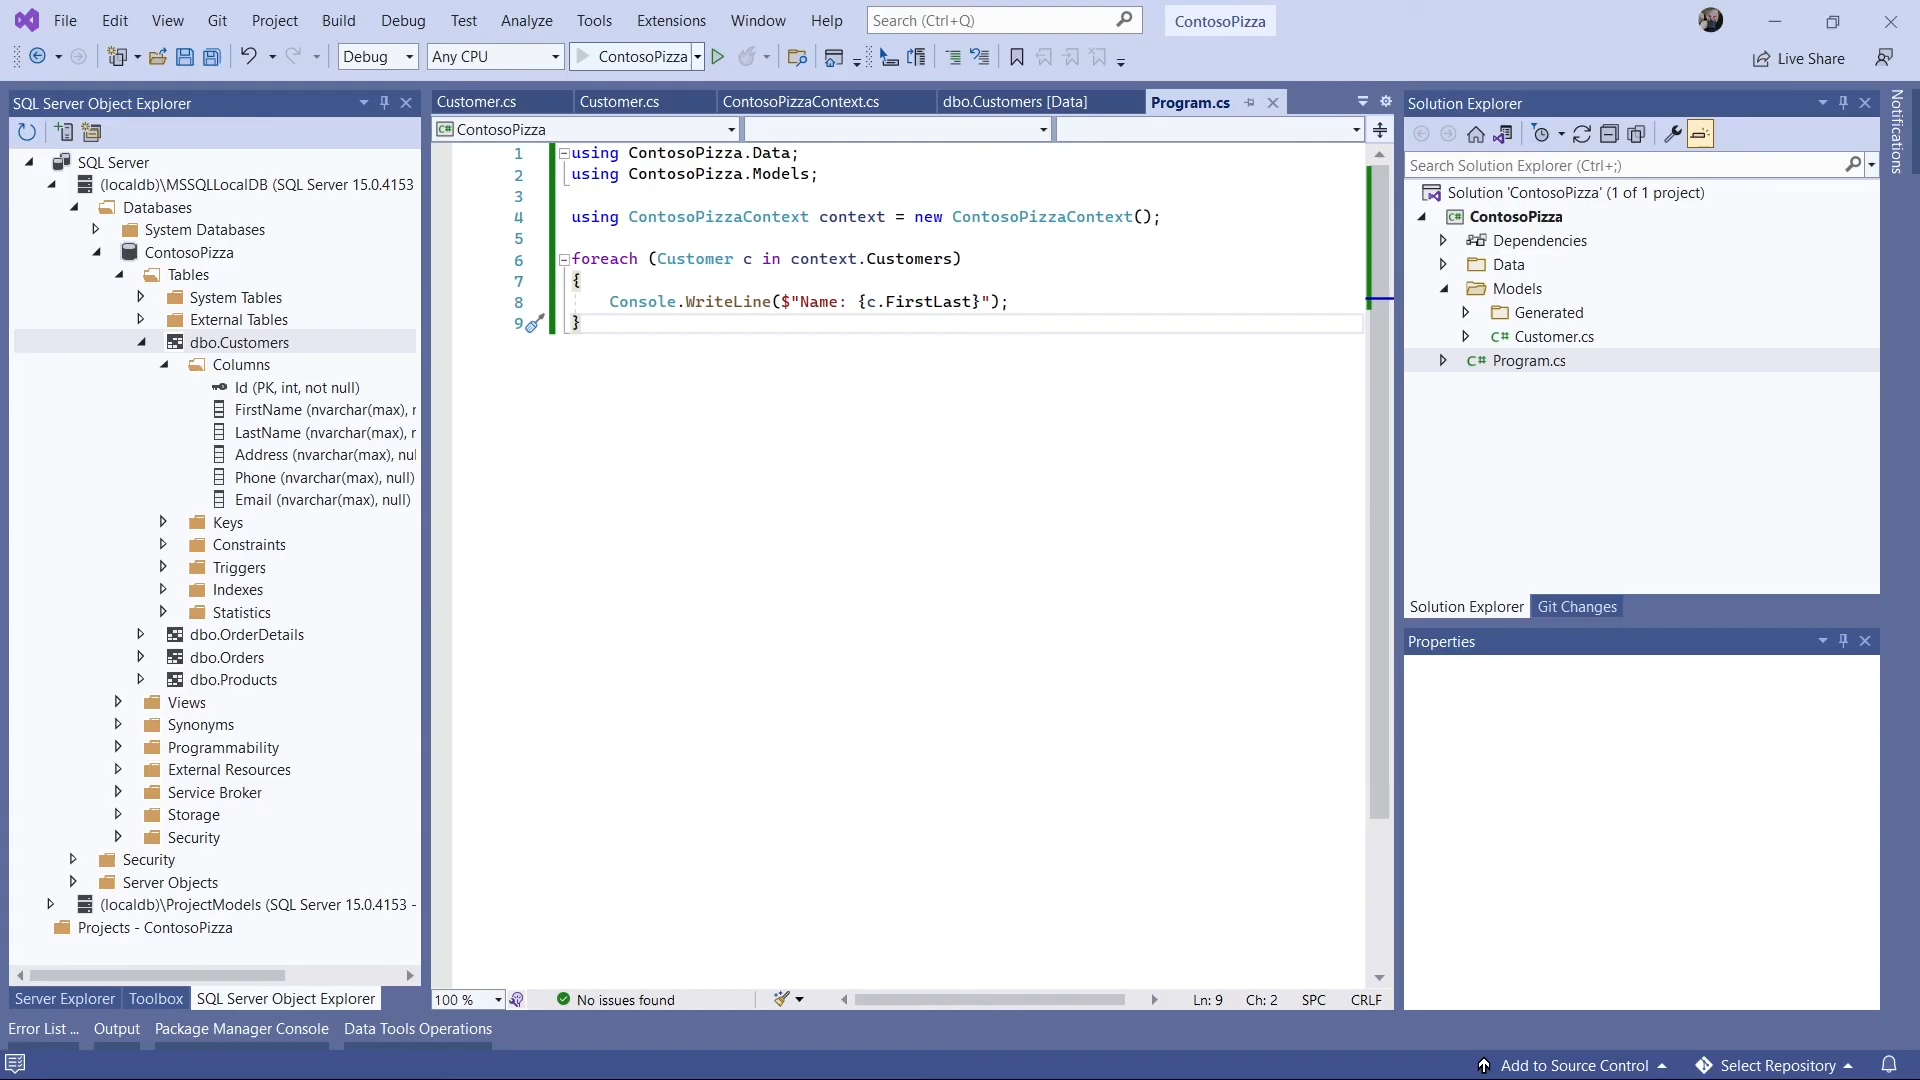 File Edit View Git Project Build Debug Test Analyze Tools Extensions Window Help Search (Ctrl+Q) ContosoPizza
Debug Any CPU ContosoPizza Live Share
SQL Server Object Explorer
SQL Server
(localdb)\MSSQLLocalDB (SQL Server 15.0.4153
Databases
System Databases
ContosoPizza
Tables
System Tables
External Tables
dbo.Customers
Columns
Id (PK, int, not null)
FirstName (nvarchar(max), r
LastName (nvarchar(max), r
Address (nvarchar(max), nul
Phone (nvarchar(max), null)
Email (nvarchar(max), null)
Keys
Constraints
Triggers
Indexes
Statistics
dbo.OrderDetails
dbo.Orders
dbo.Products
Views
Synonyms
Programmability
External Resources
Service Broker
Storage
Security
Security
Server Objects
(localdb)\ProjectModels (SQL Server 15.0.4153 -
Projects - ContosoPizza
Server Explorer Toolbox SQL Server Object Explorer
Customer.cs Customer.cs ContosoPizzaContext.cs dbo.Customers [Data] Program.cs
C# ContosoPizza
1 using ContosoPizza.Data;
2 using ContosoPizza.Models;
3
4 using ContosoPizzaContext context = new ContosoPizzaContext();
5
6 foreach (Customer c in context.Customers)
7 {
8 Console.WriteLine($"Name: {c.FirstLast}");
9 }
100 % No issues found Ln: 9 Ch: 2 SPC CRLF
Solution Explorer
Search Solution Explorer (Ctrl+;)
Solution 'ContosoPizza' (1 of 1 project)
C# ContosoPizza
Dependencies
Data
Models
Generated
C# Customer.cs
C# Program.cs
Solution Explorer Git Changes
Properties
Notifications
Error List ... Output Package Manager Console Data Tools Operations
Add to Source Control Select Repository